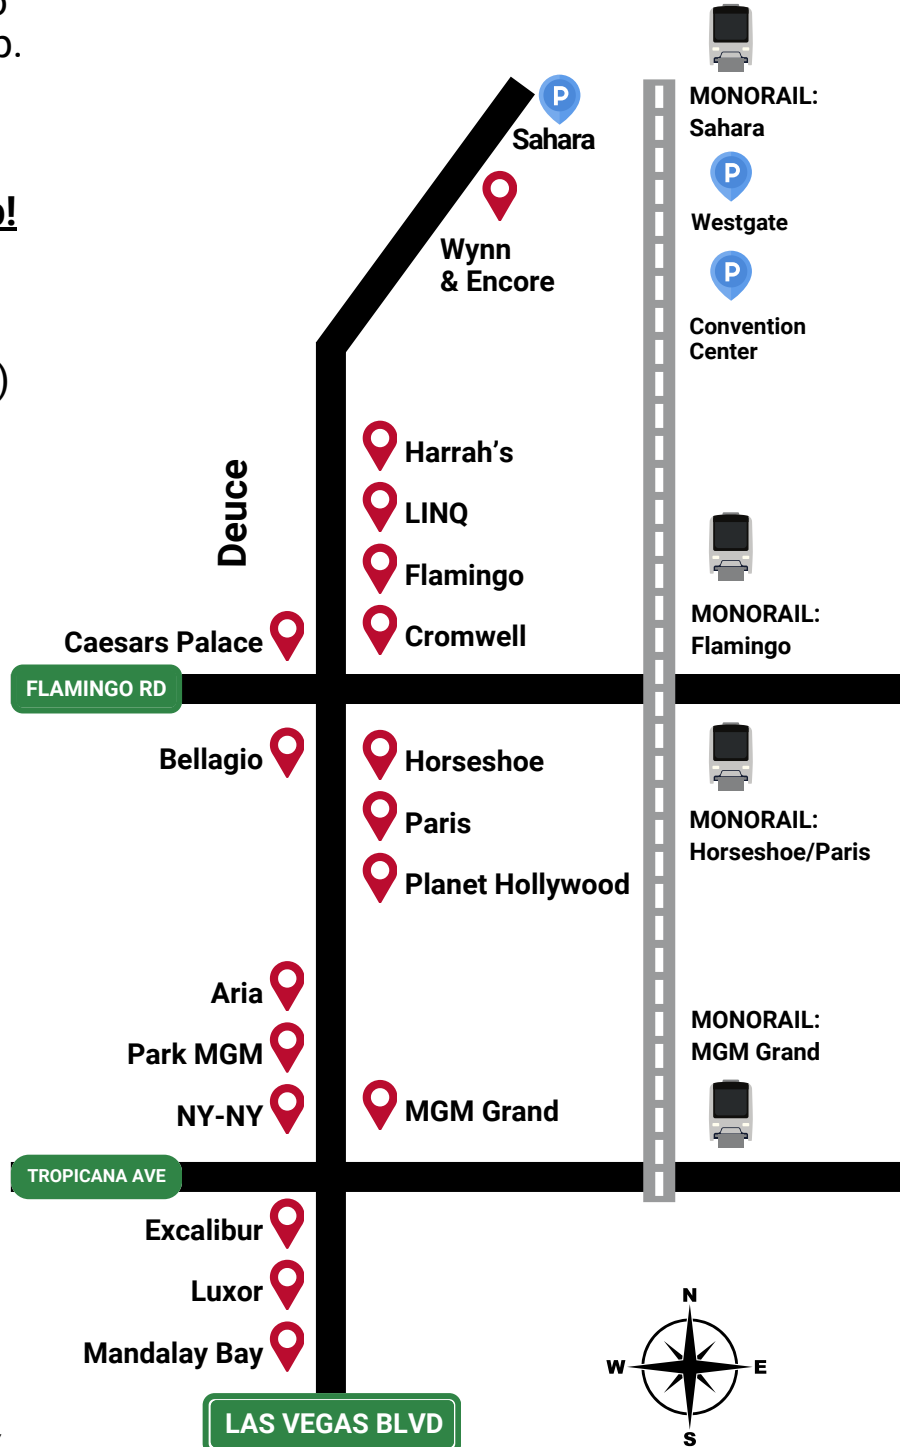 p.
!
)
MONORAIL:
Sahara
P
Sahara
P
Westgate
Wynn
& Encore
P
Convention
Center
Harrah’s
LINQ
Deuce
Flamingo
Cromwell
Caesars Palace
MONORAIL:
Flamingo
FLAMINGO RD
Bellagio
Horseshoe
Paris
MONORAIL:
Horseshoe/Paris
Planet Hollywood
Aria
Park MGM
NY-NY
MGM Grand
MONORAIL:
MGM Grand
TROPICANA AVE
Excalibur
Luxor
Mandalay Bay
LAS VEGAS BLVD
N
W
E
S